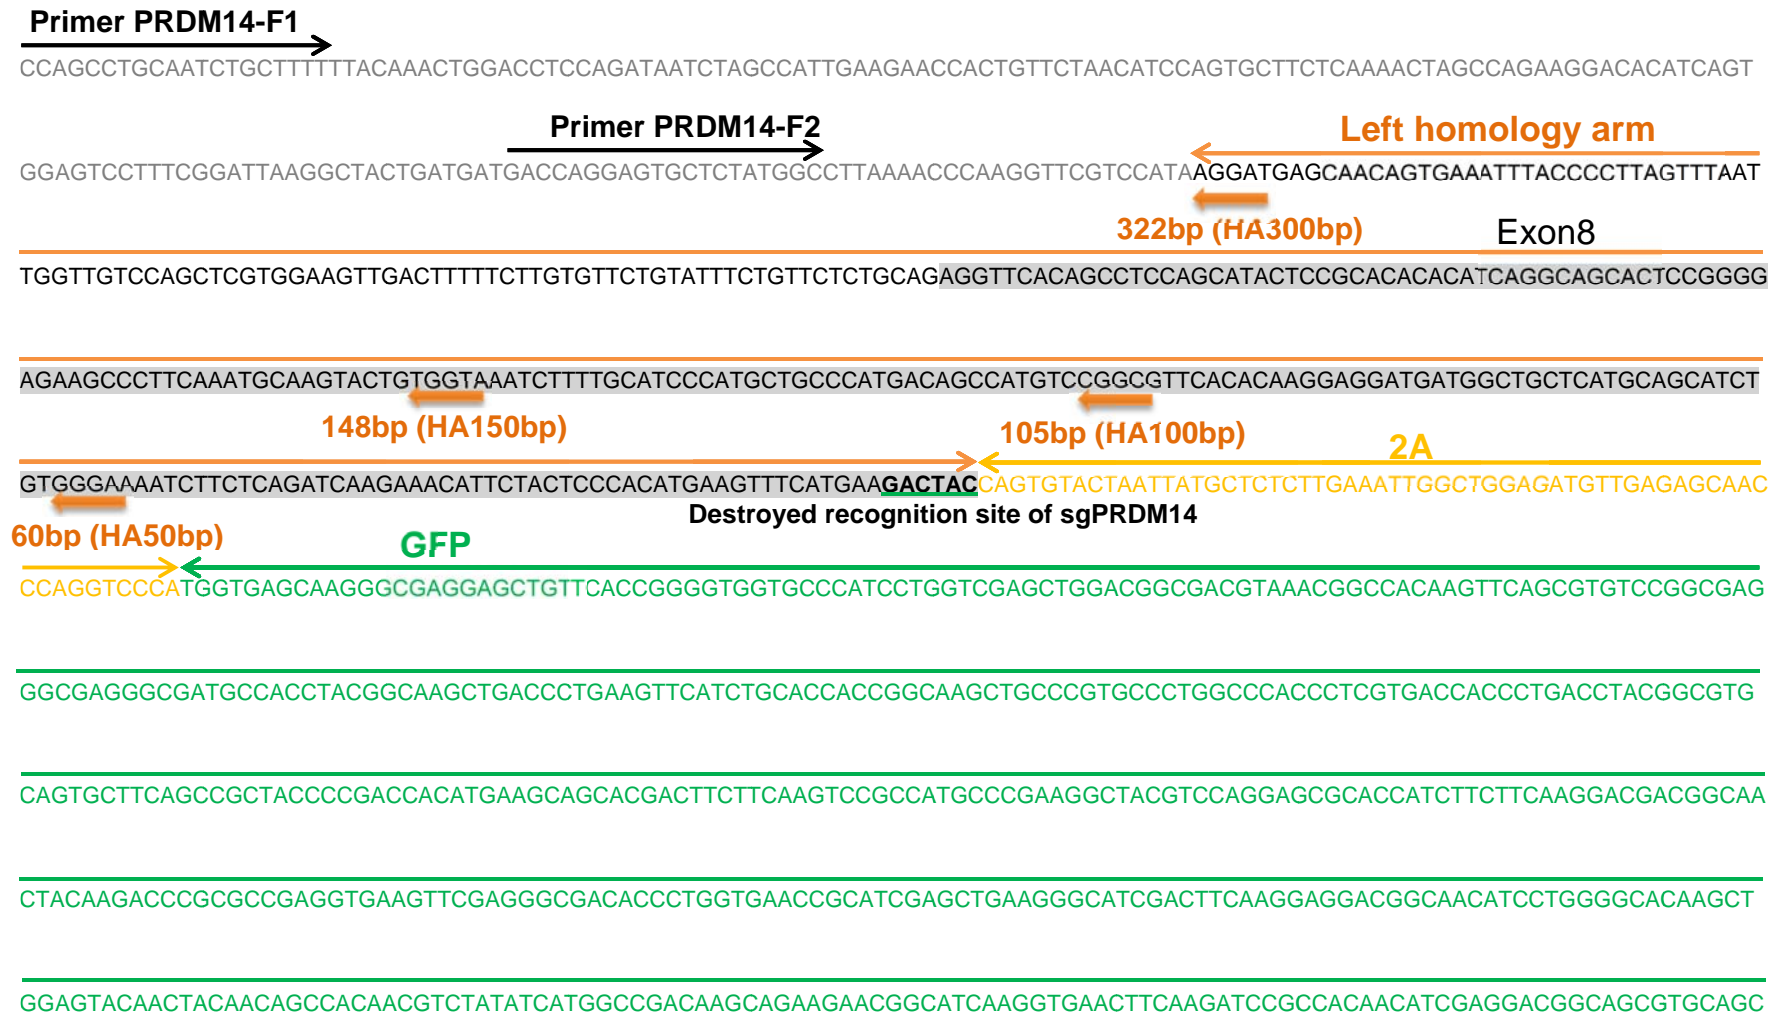 Primer PRDM14-F1
CCAGCCTGCAATCTGCTTTTTTACAAACTGGACCTCCAGATAATCTAGCCATTGAAGAACCACTGTTCTAACATCCAGTGCTTCTCAAAACTAGCCAGAAGGACACATCAGT
Primer PRDM14-F2 Left homology arm
GGAGTCCTTTCGGATTAAGGCTACTGATGATGACCAGGAGTGCTCTATGGCCTTAAAACCCAAGGTTCGTCCATAAGGATGAGCAACAGTGAAATTTACCCCTTAGTTTAAT
322bp (HA300bp) Exon8
TGGTTGTCCAGCTCGTGGAAGTTGACTTTTTCTTGTGTTCTGTATTTCTGTTCTCTGCAGAGGTTCACAGCCTCCAGCATACTCCGCACACACATCAGGCAGCACTCCGGGG
AGAAGCCCTTCAAATGCAAGTACTGTGGTAAATCTTTTGCATCCCATGCTGCCCATGACAGCCATGTCCGGCGTTCACACAAGGAGGATGATGGCTGCTCATGCAGCATCT
148bp (HA150bp) 105bp (HA100bp) 2A
GTGGGAAAATCTTCTCAGATCAAGAAACATTCTACTCCCACATGAAGTTTCATGAAGACTACCAGTGTACTAATTATGCTCTCTTGAAATTGGCTGGAGATGTTGAGAGCAAC
Destroyed recognition site of sgPRDM14
60bp (HA50bp) GFP
CCAGGTCCCATGGTGAGCAAGGGCGAGGAGCTGTTCACCGGGGTGGTGCCCATCCTGGTCGAGCTGGACGGCGACGTAAACGGCCACAAGTTCAGCGTGTCCGGCGAG
GGCGAGGGCGATGCCACCTACGGCAAGCTGACCCTGAAGTTCATCTGCACCACCGGCAAGCTGCCCGTGCCCTGGCCCACCCTCGTGACCACCCTGACCTACGGCGTG
CAGTGCTTCAGCCGCTACCCCGACCACATGAAGCAGCACGACTTCTTCAAGTCCGCCATGCCCGAAGGCTACGTCCAGGAGCGCACCATCTTCTTCAAGGACGACGGCAA
CTACAAGACCCGCGCCGAGGTGAAGTTCGAGGGCGACACCCTGGTGAACCGCATCGAGCTGAAGGGCATCGACTTCAAGGAGGACGGCAACATCCTGGGGCACAAGCT
GGAGTACAACTACAACAGCCACAACGTCTATATCATGGCCGACAAGCAGAAGAACGGCATCAAGGTGAACTTCAAGATCCGCCACAACATCGAGGACGGCAGCGTGCAGC